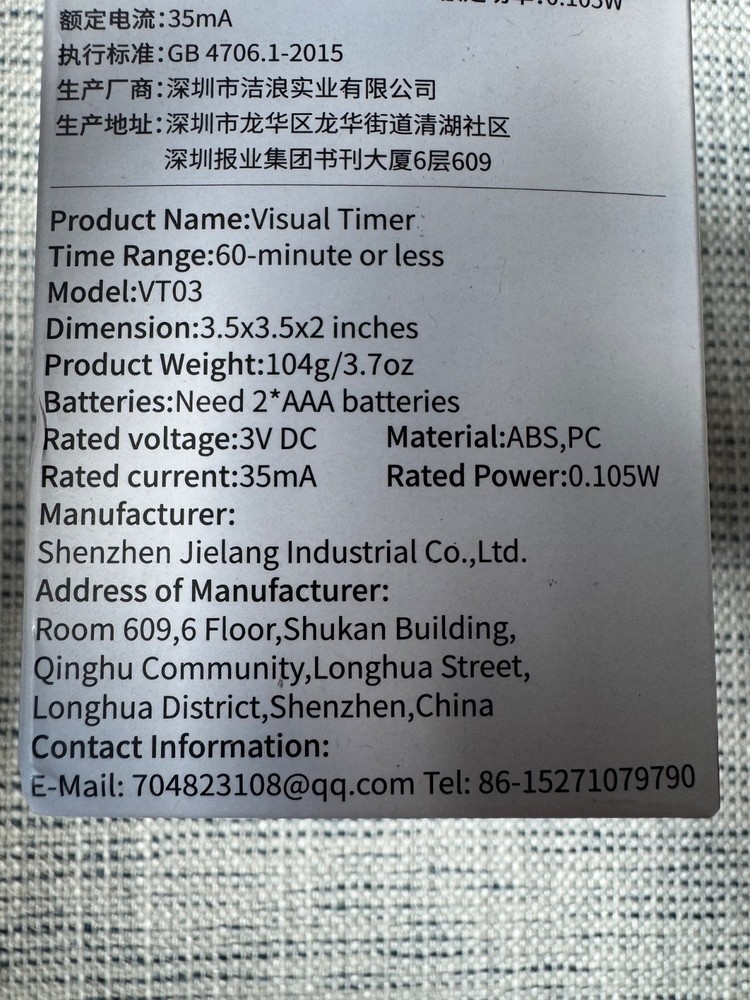 额定电流:35mA
执行标准:GB 4706.1-2015
生产厂商:深圳市洁浪实业有限公司
生产地址:深圳市龙华区龙华街道清湖社区
深圳报业集团书刊大厦6层609
Product Name:Visual Timer
Time Range:60-minute or less
Model:VT03
Dimension:3.5x3.5x2 inches
Product Weight:104g/3.7oz
Batteries:Need 2*AAA batteries
Rated voltage:3V DC Material:ABS,PC
Rated current:35mA Rated Power:0.105W
Manufacturer:
Shenzhen Jielang Industrial Co.,Ltd.
Address of Manufacturer:
Room 609,6 Floor,Shukan Building,
Qinghu Community,Longhua Street,
Longhua District,Shenzhen,China
Contact Information:
E-Mail: 704823108@qq.com Tel: 86-15271079790